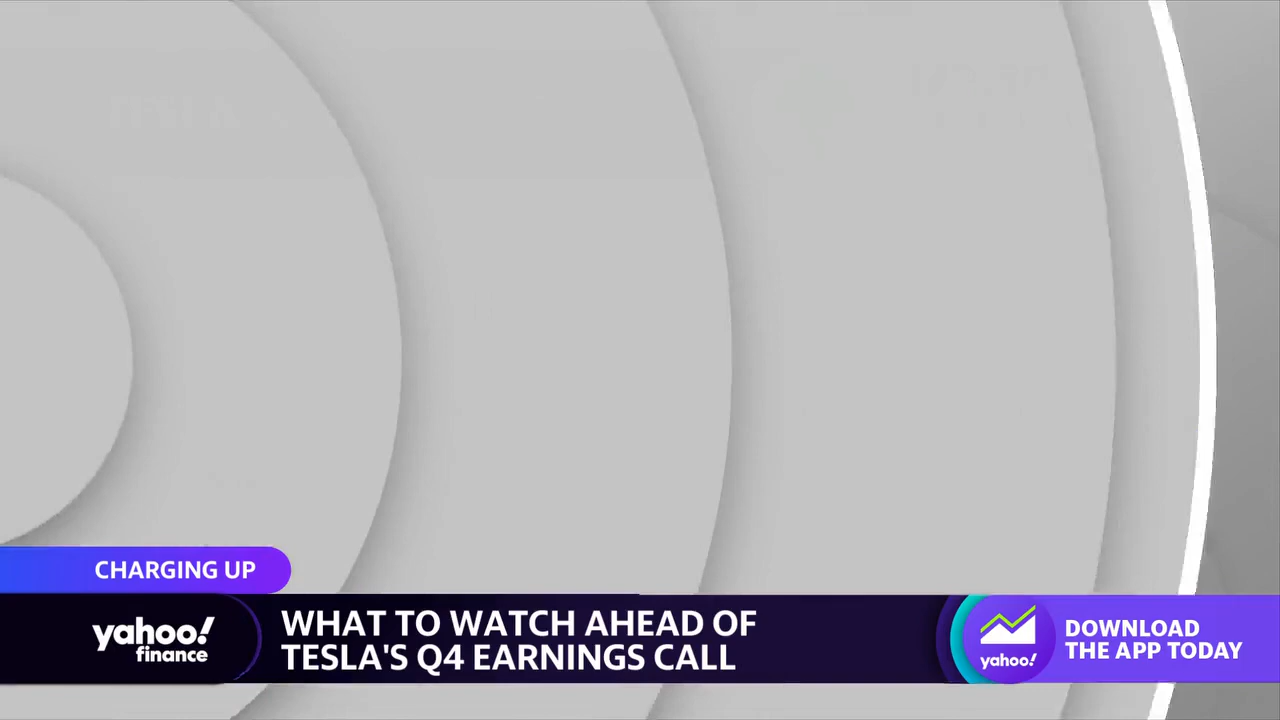 CHARGING UP
yahoo!
finance
WHAT TO WATCH AHEAD OF
TESLA'S Q4 EARNINGS CALL
yahoo!
DOWNLOAD
THE APP TODAY